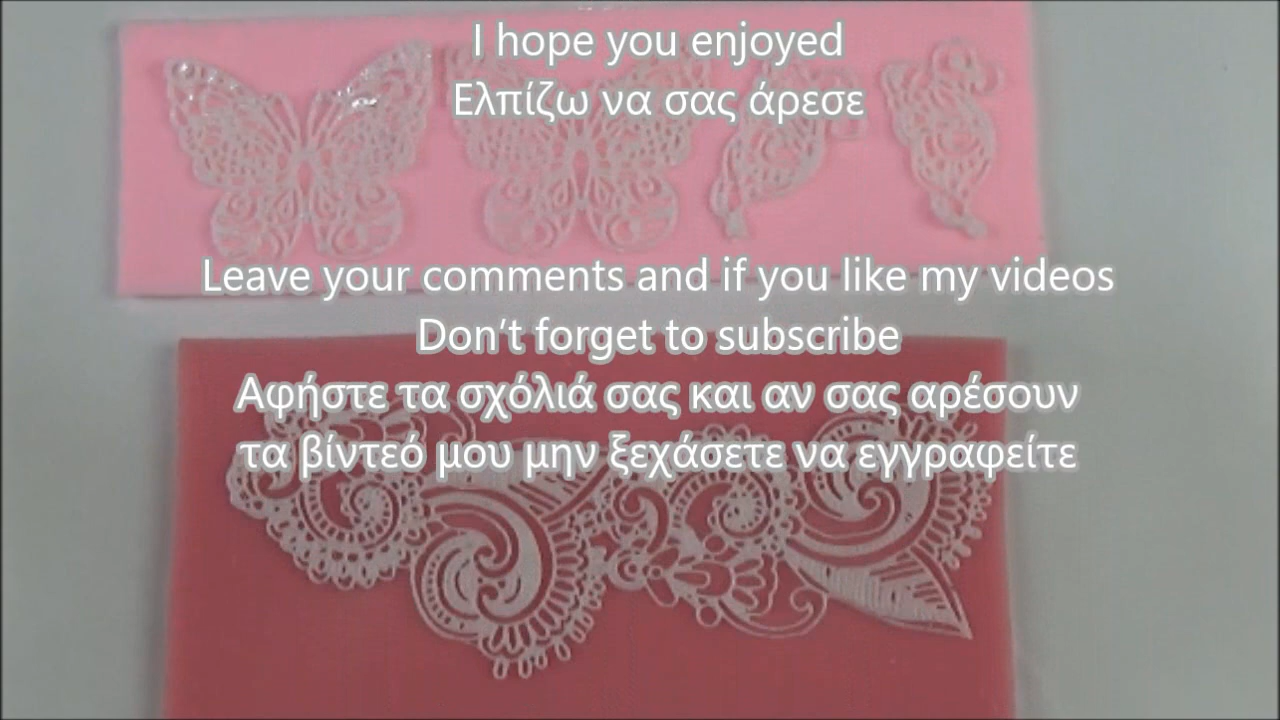 I hope you enjoyed
Ελπίζω να σας άρεσε
Leave your comments and if you like my videos
Don't forget to subscribe
Αφήστε τα σχόλιά σας και αν σας αρέσουν
τα βίντεό μου μην ξεχάσετε να εγγραφείτε